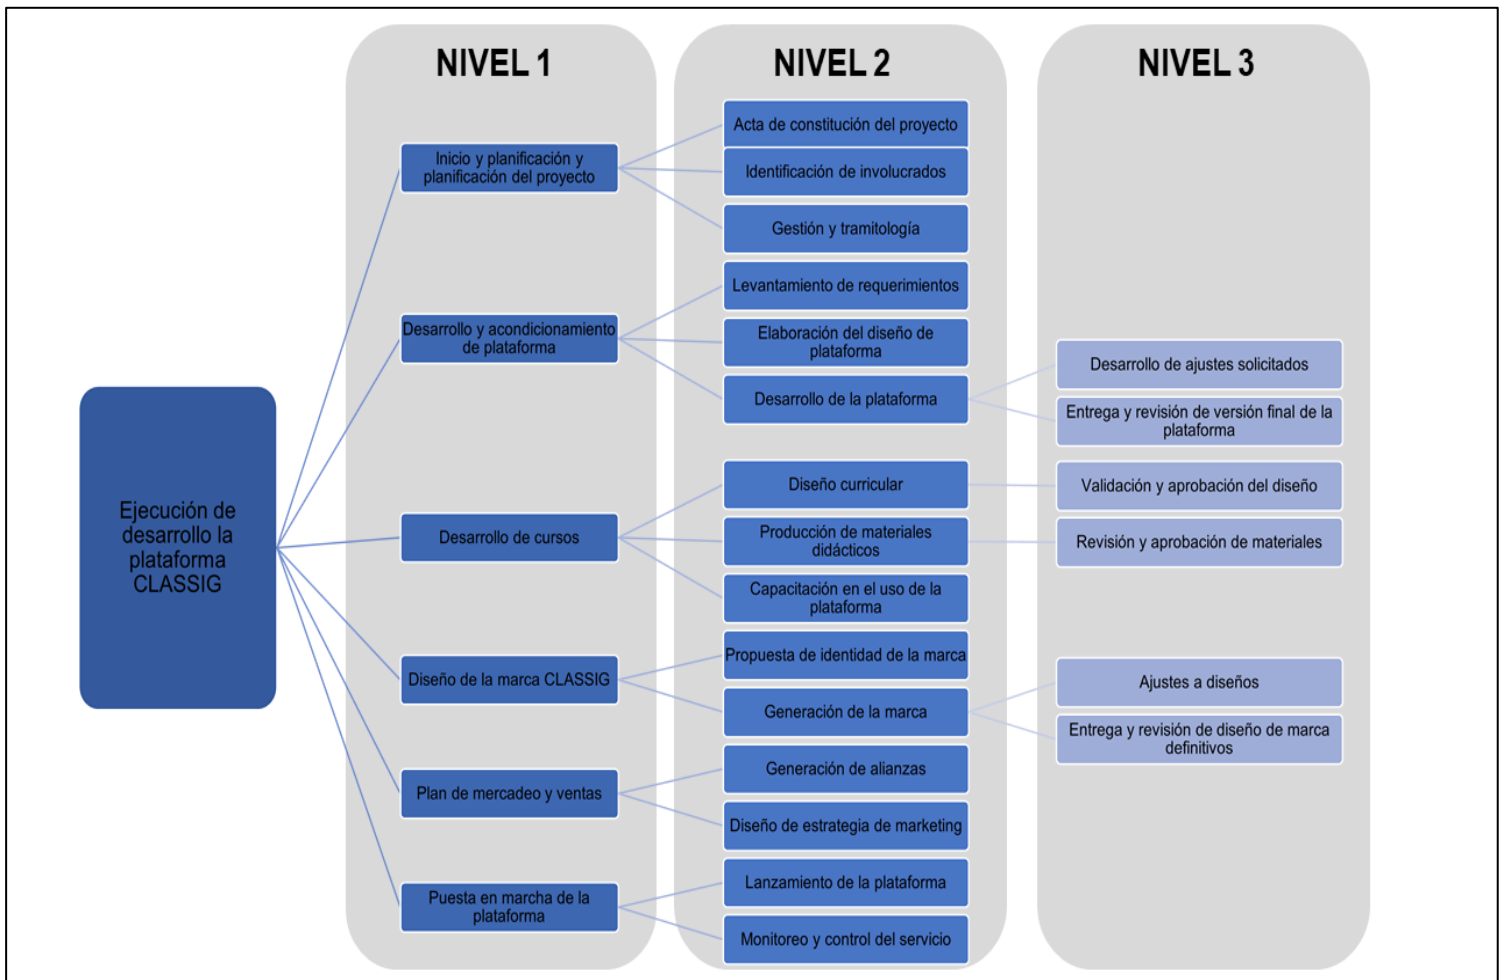 NIVEL 1
NIVEL 2
NIVEL 3
Ejecución de
desarrollo la
plataforma
CLASSIG
Inicio y planificación y
planificación del proyecto
Acta de constitución del proyecto
Identificación de involucrados
Gestión y tramitología
Desarrollo y acondicionamiento
de plataforma
Levantamiento de requerimientos
Elaboración del diseño de
plataforma
Desarrollo de la plataforma
Desarrollo de ajustes solicitados
Entrega y revisión de versión final de la
plataforma
Desarrollo de cursos
Diseño curricular
Validación y aprobación del diseño
Producción de materiales
didácticos
Revisión y aprobación de materiales
Capacitación en el uso de la
plataforma
Diseño de la marca CLASSIG
Propuesta de identidad de la marca
Generación de la marca
Ajustes a diseños
Entrega y revisión de diseño de marca
definitivos
Plan de mercadeo y ventas
Generación de alianzas
Diseño de estrategia de marketing
Puesta en marcha de la
plataforma
Lanzamiento de la plataforma
Monitoreo y control del servicio